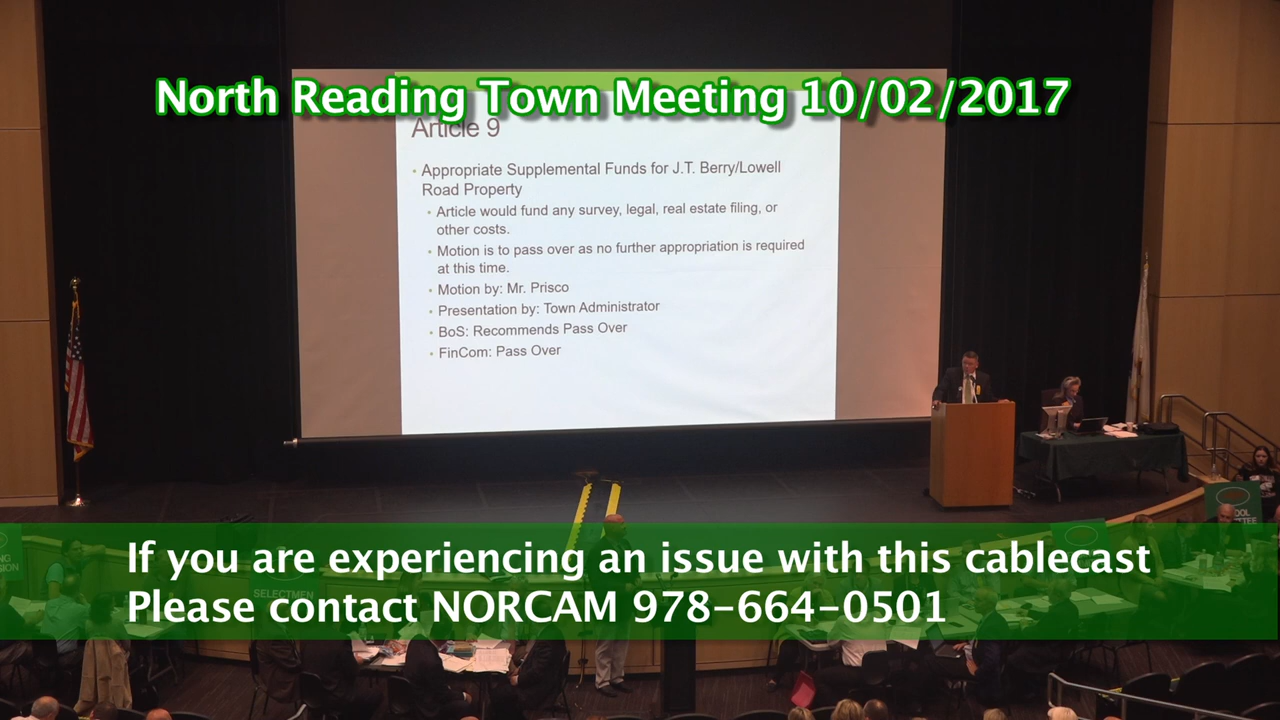 North Reading Town Meeting 10/02/2017
Article 9
• Appropriate Supplemental Funds for J.T. Berry/Lowell
Road Property
• Article would fund any survey, legal, real estate filing, or
other costs.
• Motion is to pass over as no further appropriation is required
at this time.
• Motion by: Mr. Prisco
• Presentation by: Town Administrator
• BoS: Recommends Pass Over
• FinCom: Pass Over
If you are experiencing an issue with this cablecast
Please contact NORCAM 978-664-0501
SELECTMEN